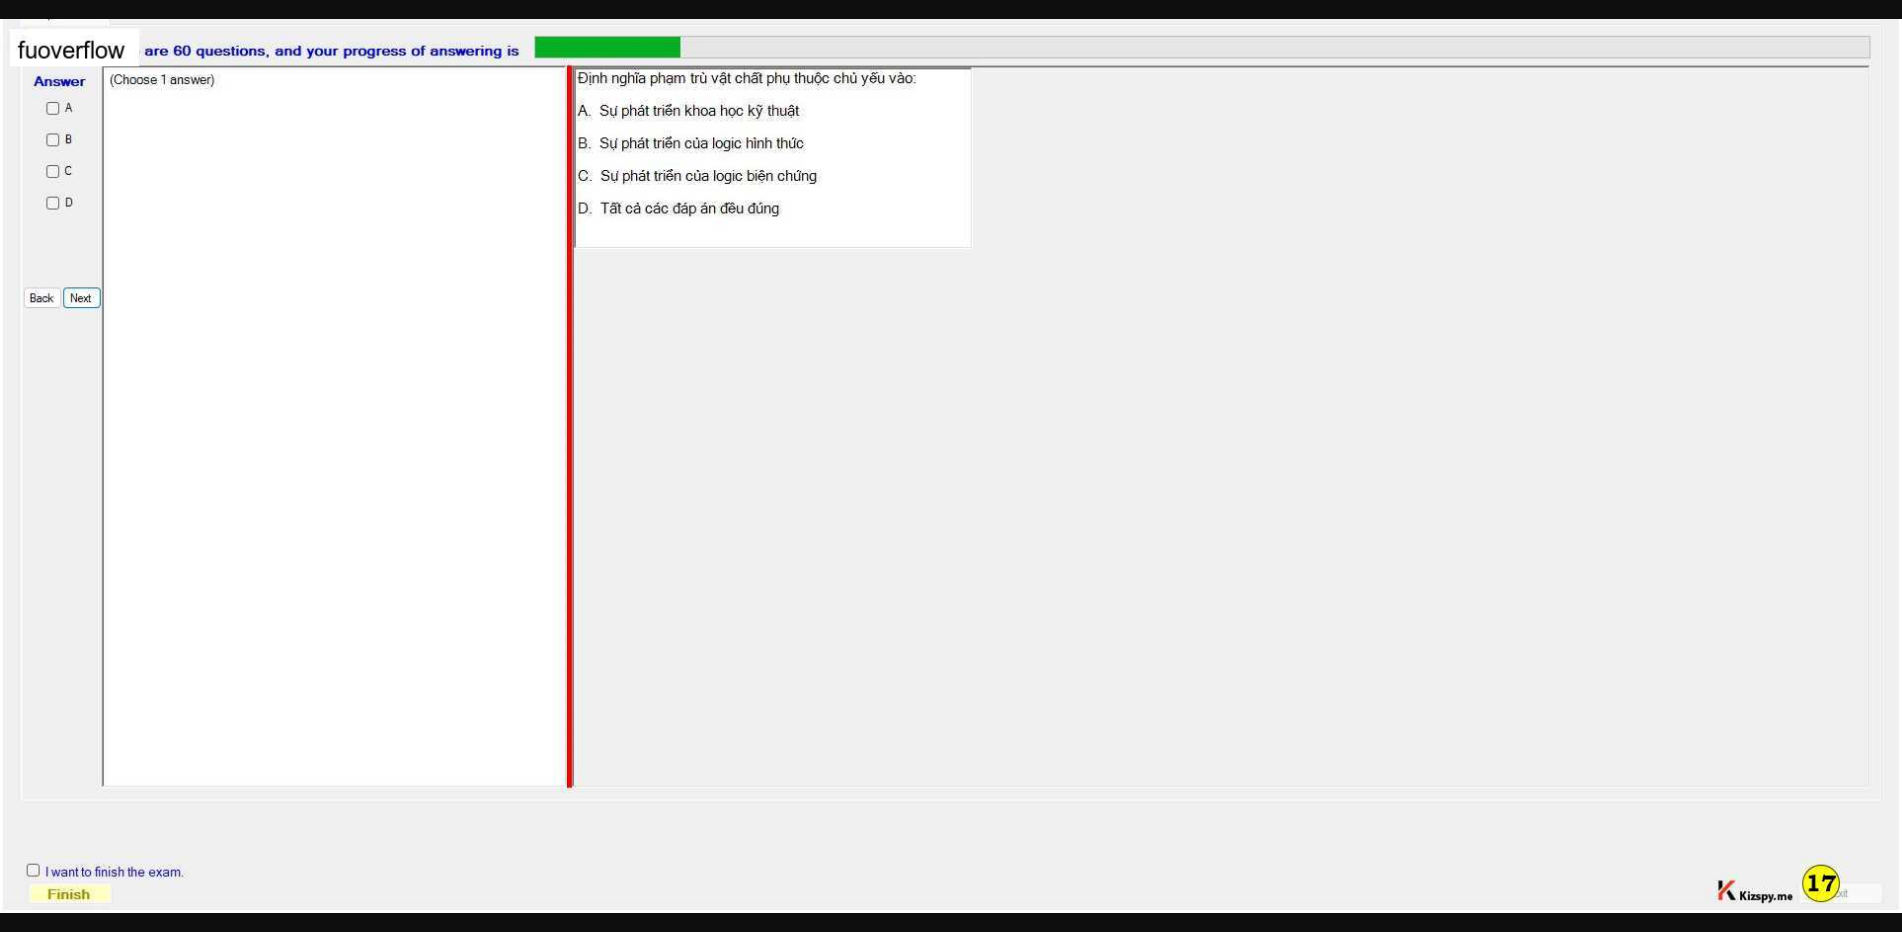 fuoverflow are 60 questions, and your progress of answering is
Answer
(Choose 1 answer)
A
B
C
D
Back Next
Định nghĩa phạm trù vật chất phụ thuộc chủ yếu vào:
A. Sự phát triển khoa học kỹ thuật
B. Sự phát triển của logic hình thức
C. Sự phát triển của logic biện chứng
D. Tất cả các đáp án đều đúng
I want to finish the exam.
Finish
Kizspy.me
17